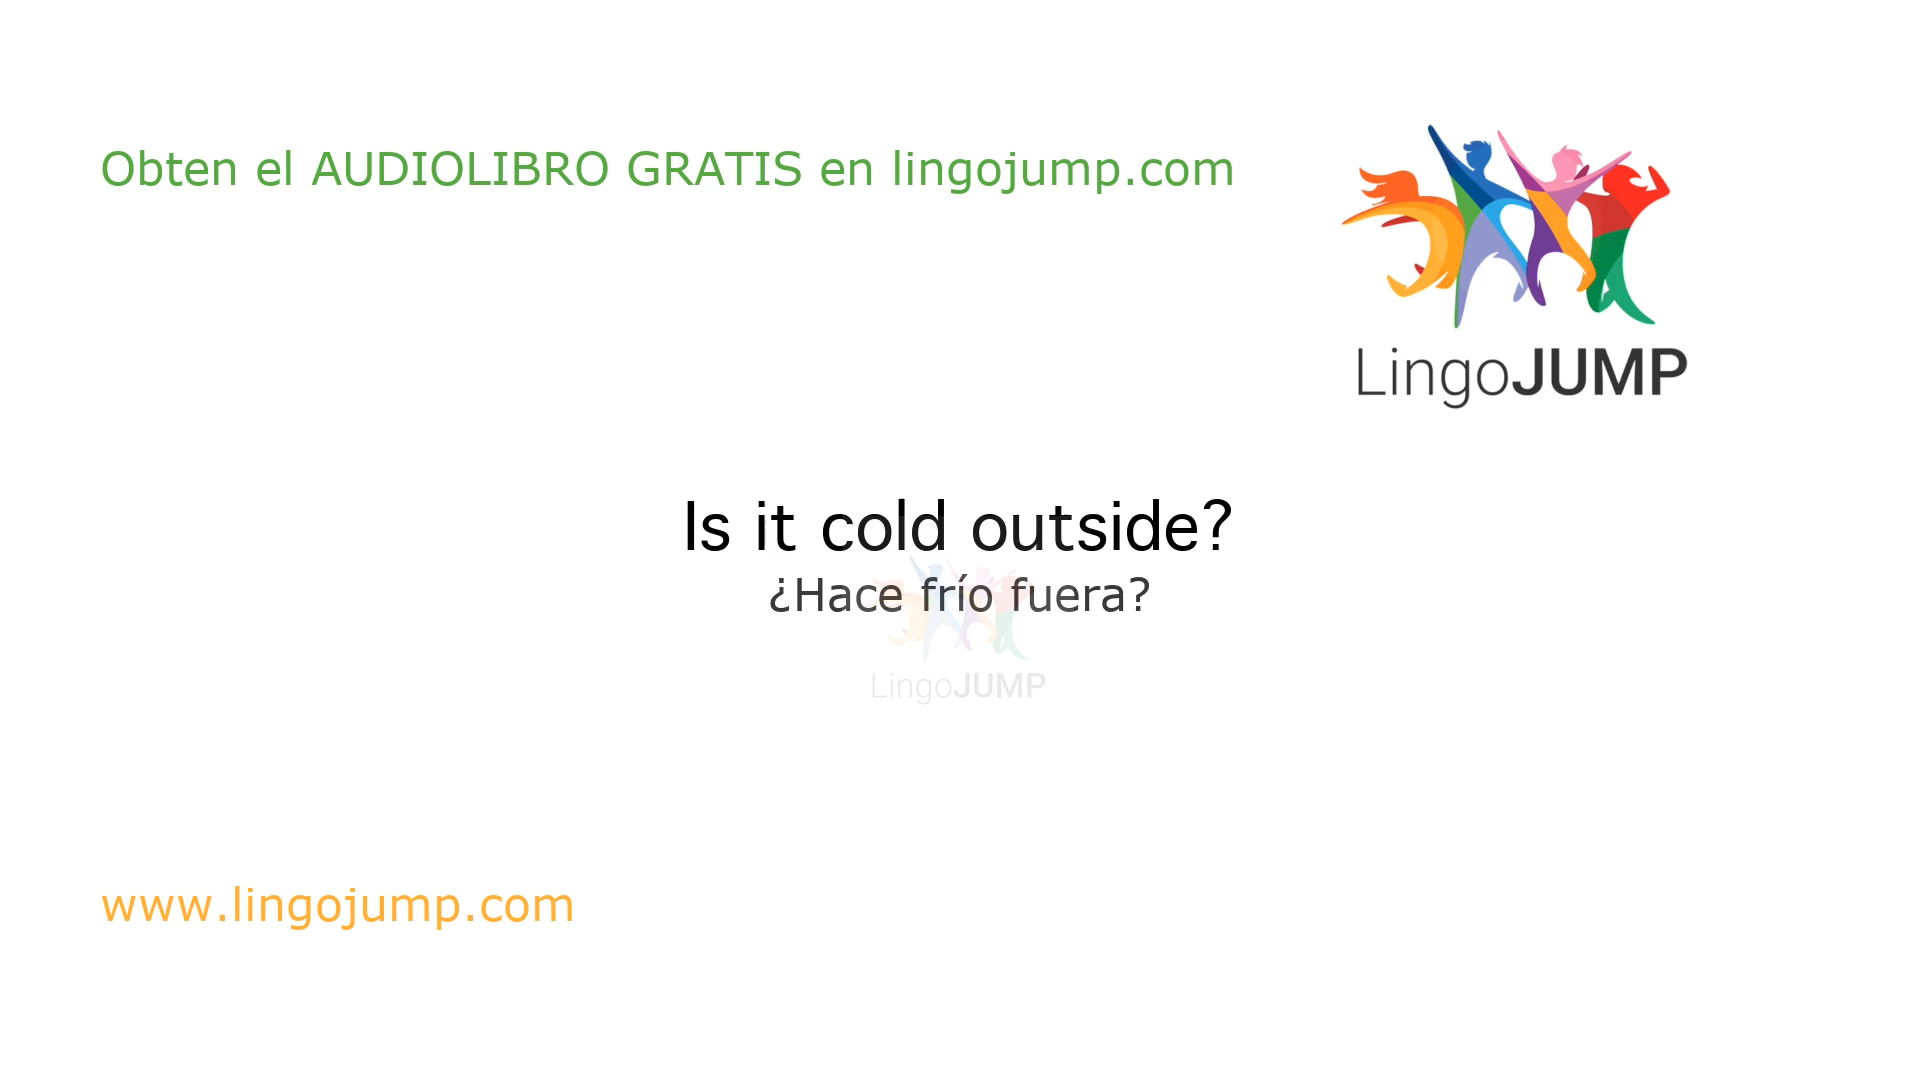 Obten el AUDIOLIBRO GRATIS en lingojump.com
LingoJUMP
Is it cold outside?
¿Hace frío fuera?
LingoJUMP
www.lingojump.com